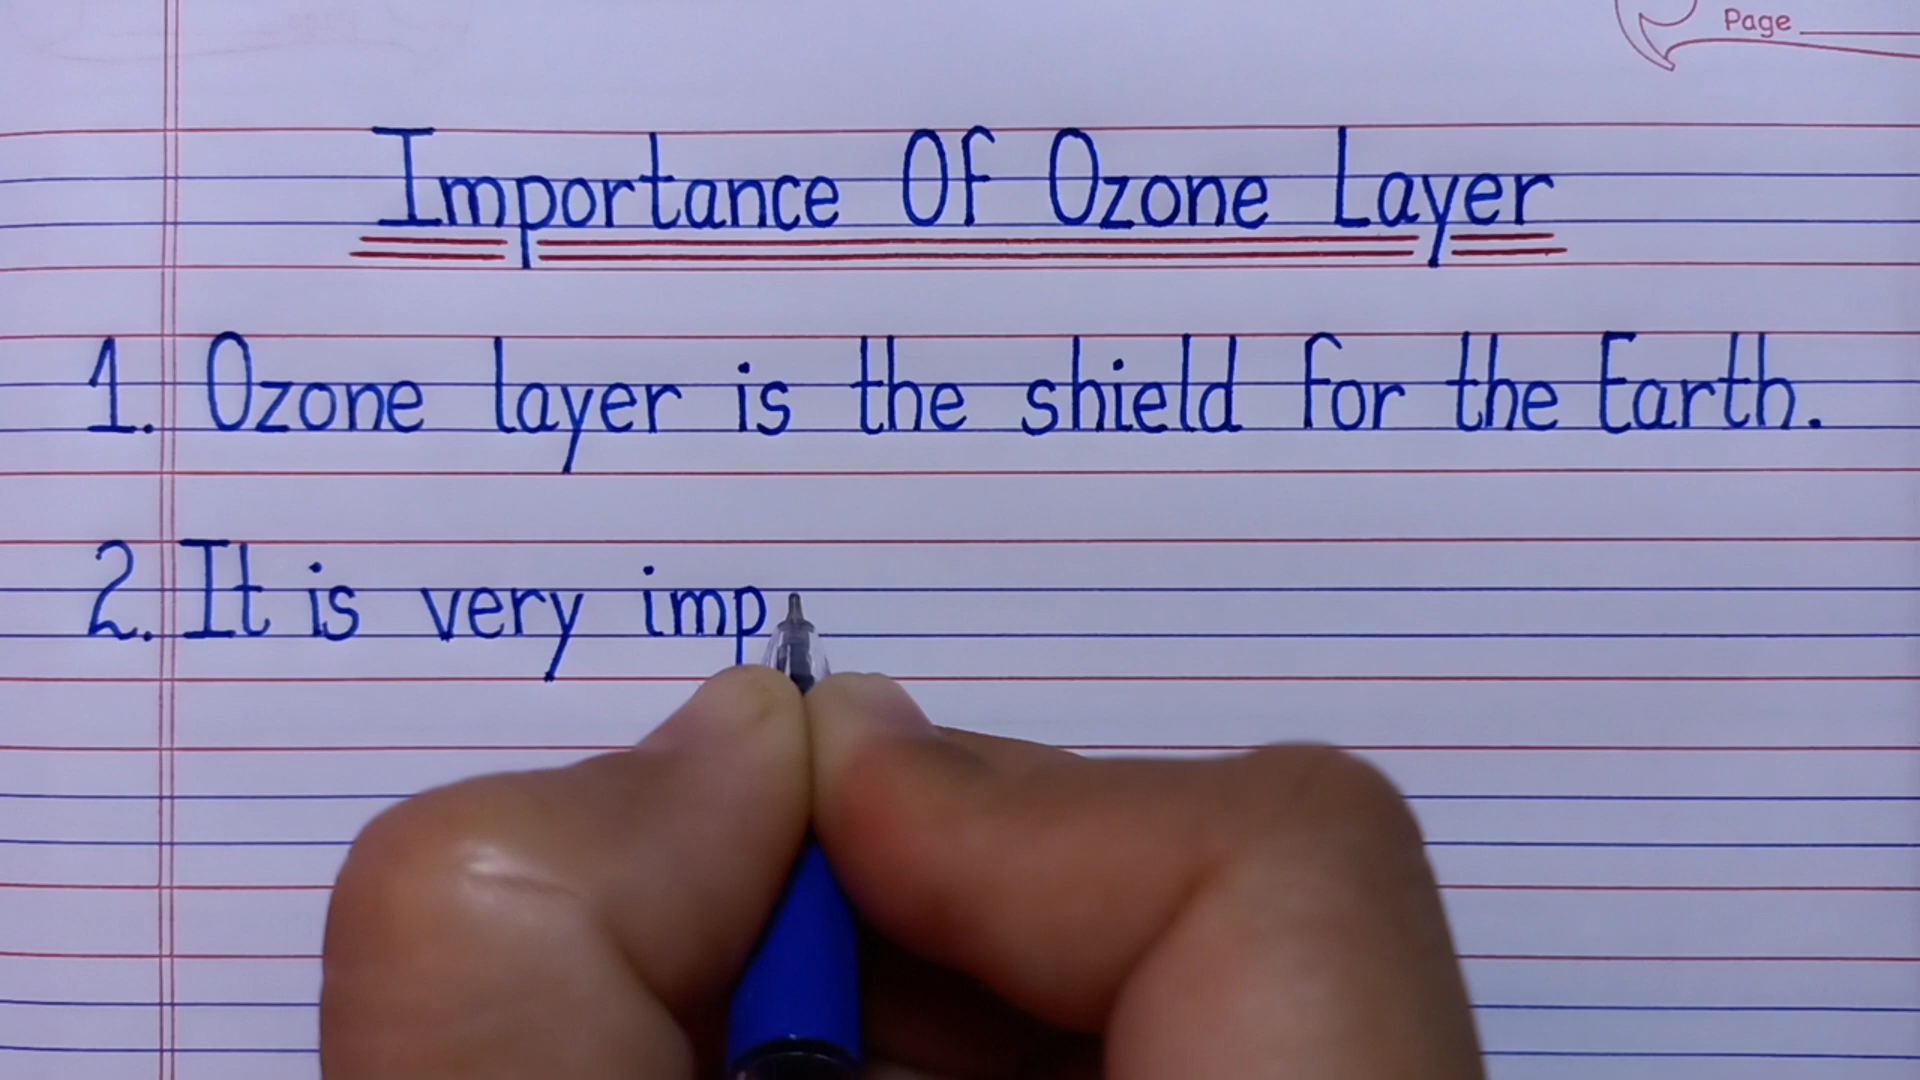 Page
Importance Of Ozone Layer
1. Ozone layer is the shield for the Earth.
2. It is very imp